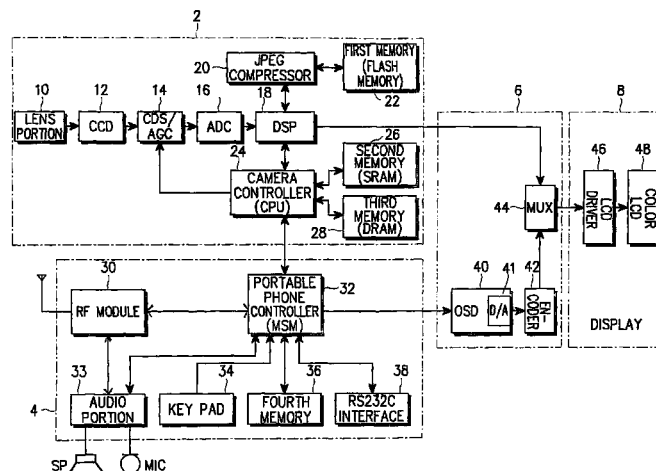 2
20
JPEG
COMPRESSOR
FIRST MEMORY
(FLASH
MEMORY)
22
10
LENS
PORTION
12
CCD
14
CDS/
AGC
16
ADC
18
DSP
24
CAMERA
CONTROLLER
(CPU)
26
SECOND
MEMORY
(SRAM)
THIRD
MEMORY
(DRAM)
28
6
44
MUX
40
OSD
41
D/A
42
EN-
CODER
8
46
LCD
DRIVER
48
COLOR
LCD
DISPLAY
30
RF MODULE
PORTABLE
PHONE
CONTROLLER
(MSM)
32
33
AUDIO
PORTION
34
KEY PAD
36
FOURTH
MEMORY
38
RS232C
INTERFACE
4
SP
MIC